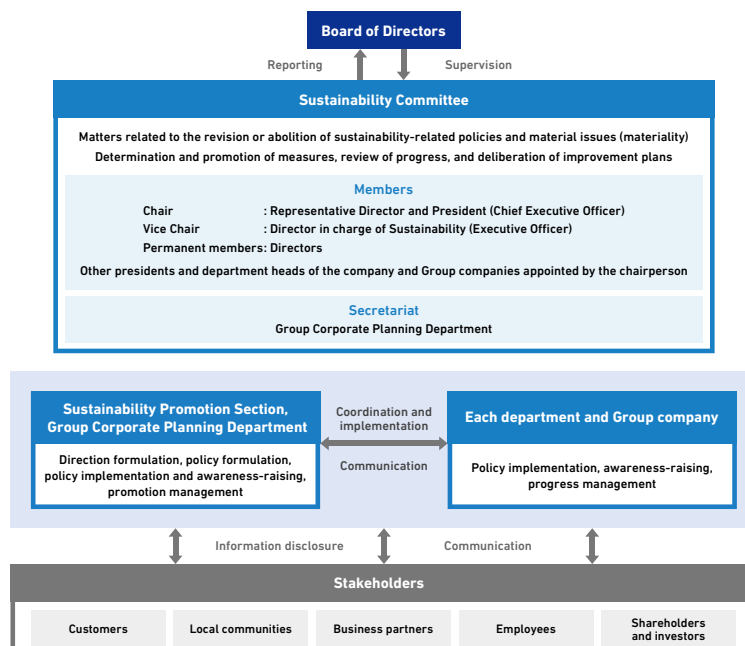 Board of Directors
Reporting
Supervision
Sustainability Committee
Matters related to the revision or abolition of sustainability-related policies and material issues (materiality)
Determination and promotion of measures, review of progress, and deliberation of improvement plans
Members
Chair : Representative Director and President (Chief Executive Officer)
Vice Chair : Director in charge of Sustainability (Executive Officer)
Permanent members: Directors
Other presidents and department heads of the company and Group companies appointed by the chairperson
Secretariat
Group Corporate Planning Department
Sustainability Promotion Section,
Group Corporate Planning Department
Direction formulation, policy formulation,
policy implementation and awareness-raising,
promotion management
Coordination and
implementation
Communication
Each department and Group company
Policy implementation, awareness-raising,
progress management
Information disclosure
Communication
Stakeholders
Customers
Local communities
Business partners
Employees
Shareholders
and investors